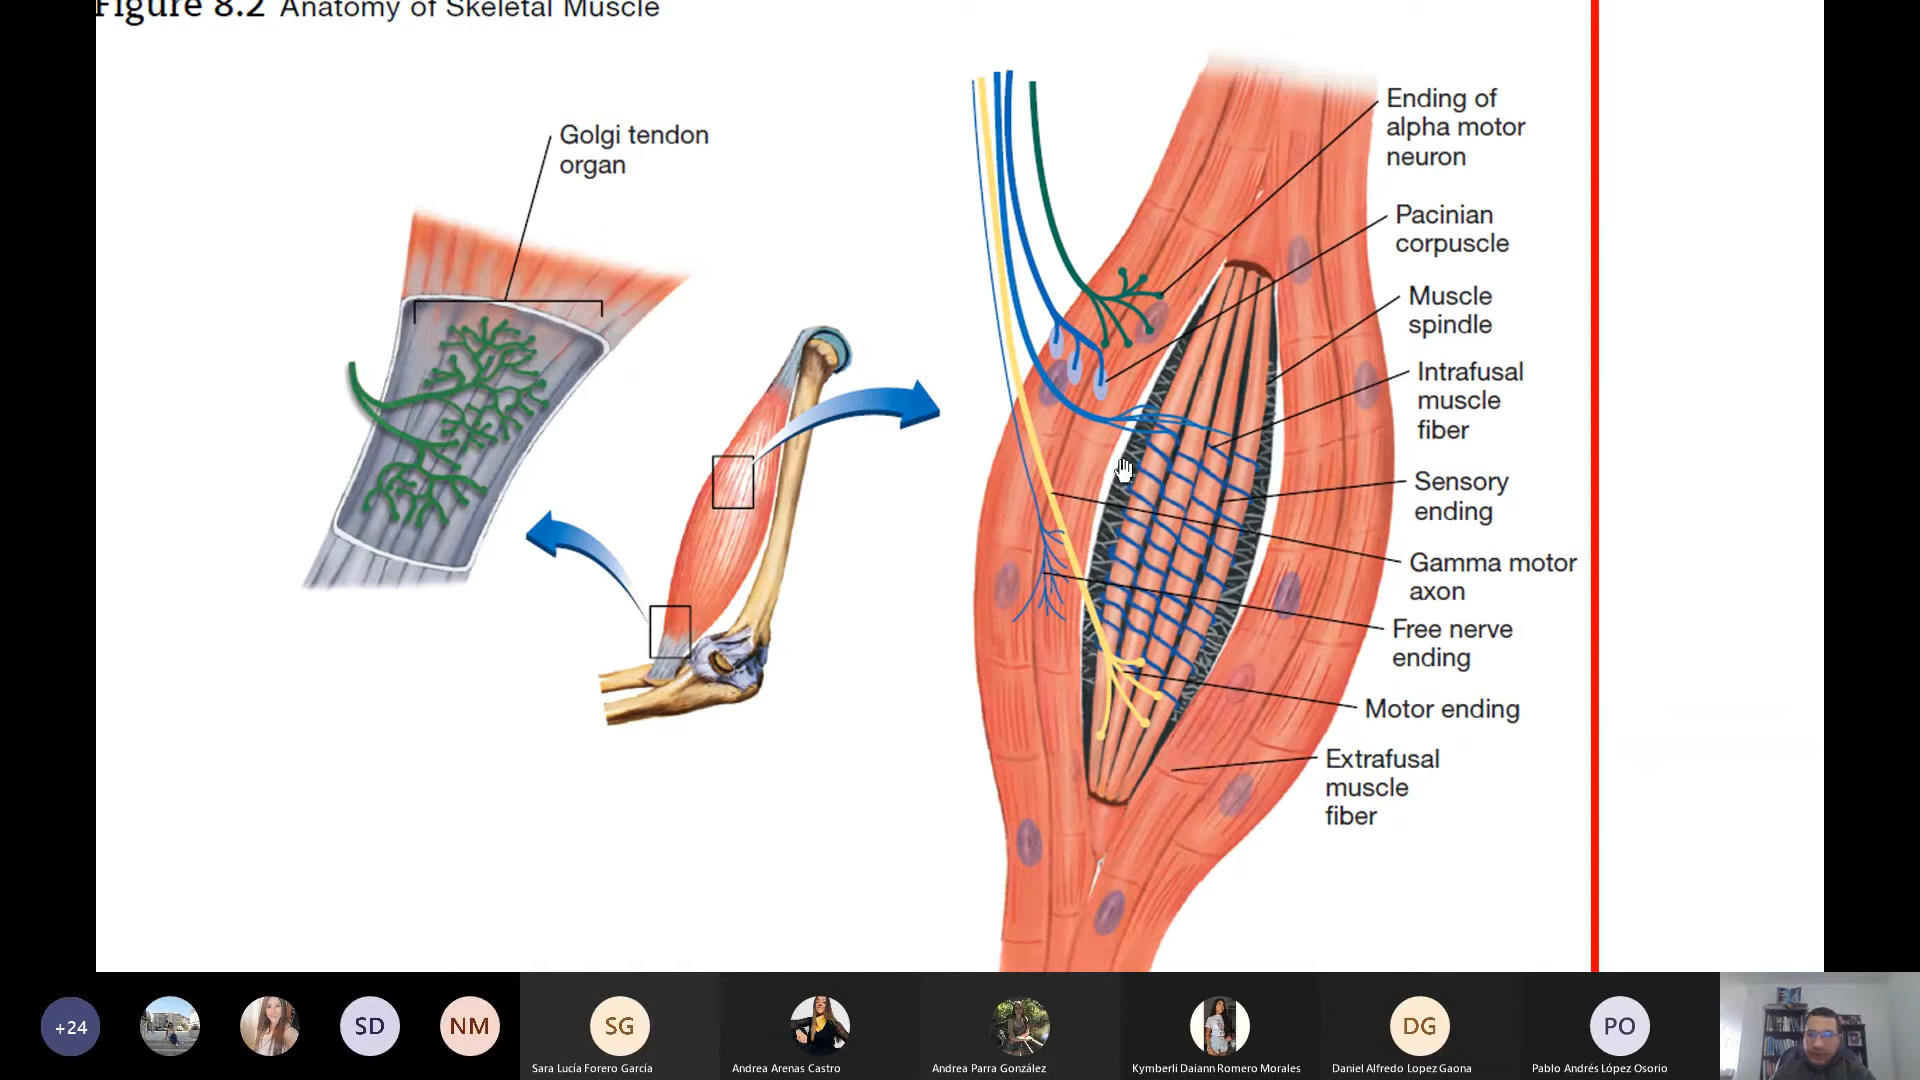 Figure 8.2 Anatomy of Skeletal Muscle
Golgi tendon
organ
Ending of
alpha motor
neuron
Pacinian
corpuscle
Muscle
spindle
Intrafusal
muscle
fiber
Sensory
ending
Gamma motor
axon
Free nerve
ending
Motor ending
Extrafusal
muscle
fiber
+24
SD
NM
SG
DG
PO
Sara Lucía Forero García
Andrea Arenas Castro
Andrea Parra González
Kymberli Daiann Romero Morales
Daniel Alfredo Lopez Gaona
Pablo Andrés López Osorio